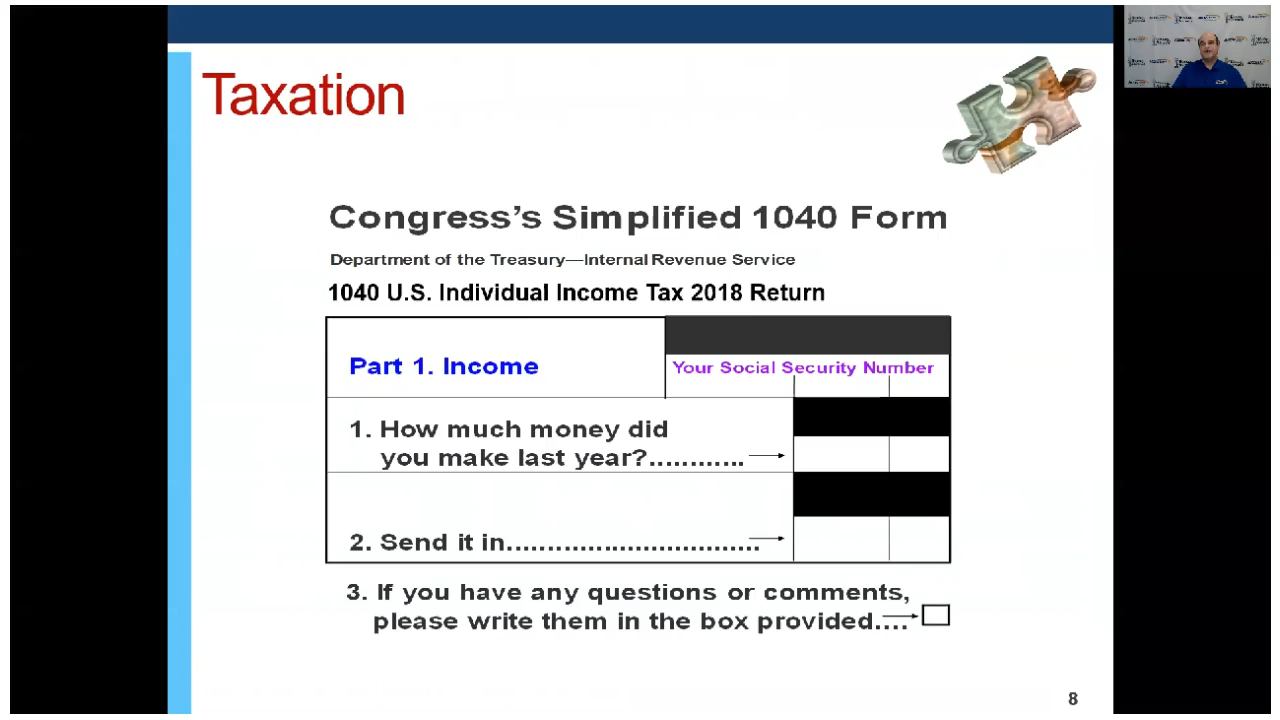 Taxation
Congress's Simplified 1040 Form
Department of the Treasury—Internal Revenue Service
1040 U.S. Individual Income Tax 2018 Return
Part 1. Income
Your Social Security Number
1. How much money did
you make last year?............
2. Send it in.................................
3. If you have any questions or comments,
please write them in the box provided....
8